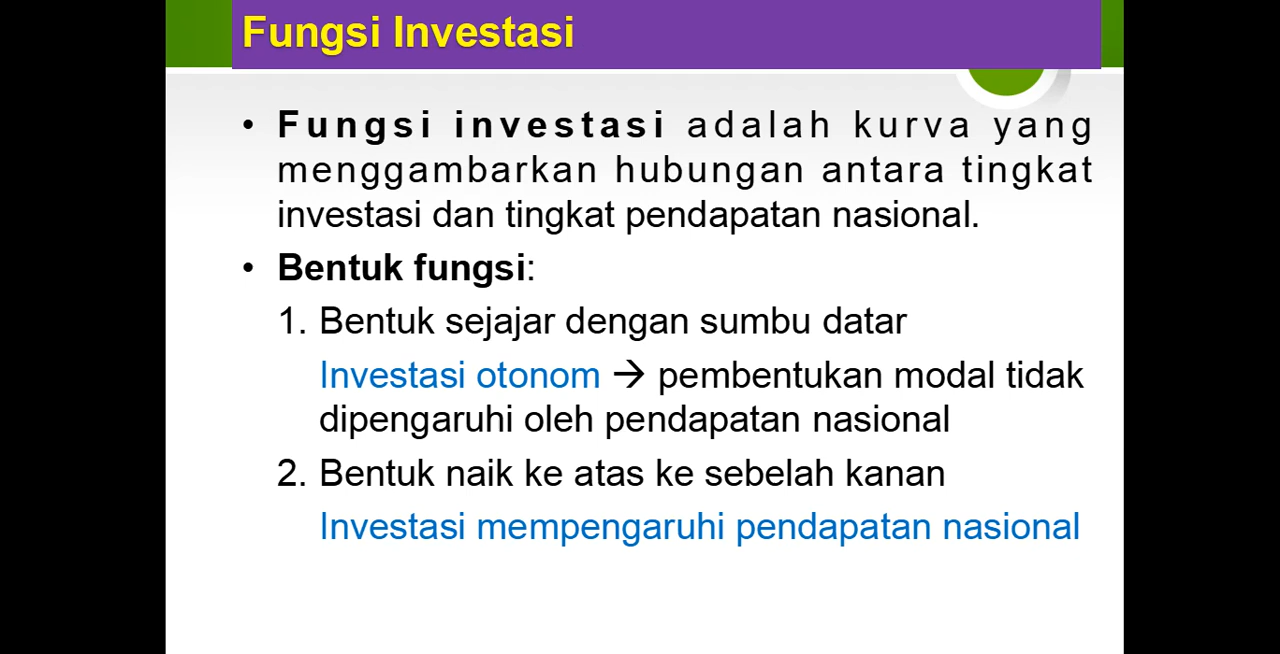 Fungsi Investasi
• Fungsi investasi adalah kurva yang
menggambarkan hubungan antara tingkat
investasi dan tingkat pendapatan nasional.
• Bentuk fungsi:
1. Bentuk sejajar dengan sumbu datar
Investasi otonom → pembentukan modal tidak
dipengaruhi oleh pendapatan nasional
2. Bentuk naik ke atas ke sebelah kanan
Investasi mempengaruhi pendapatan nasional